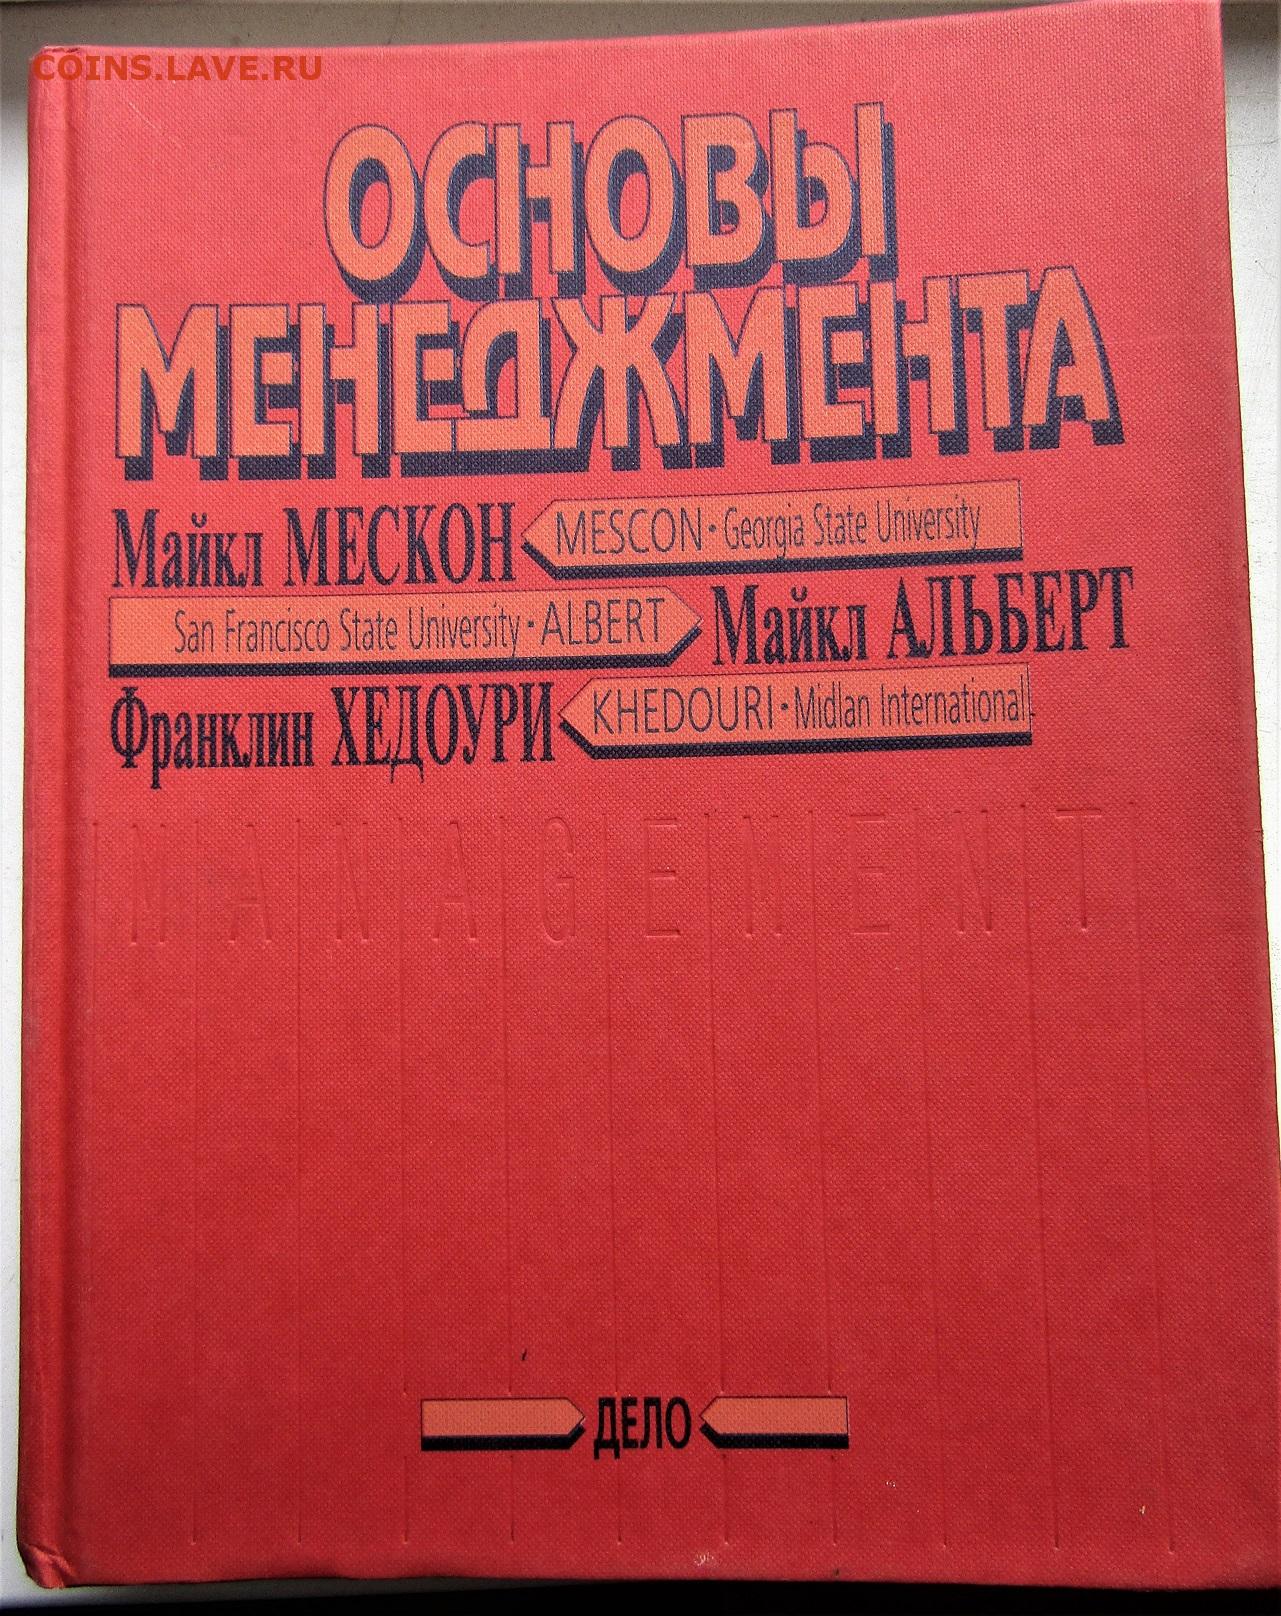 COINS.LAVE.RU
ОСНОВЫ
МЕНЕДЖМЕНТА
Майкл МЕСКОН MESCON · Georgia State University
San Francisco State University · ALBERT Майкл АЛЬБЕРТ
Франклин ХЕДОУРИ KHEDOURI · Midlan International
MANAGEMENT
ДЕЛО